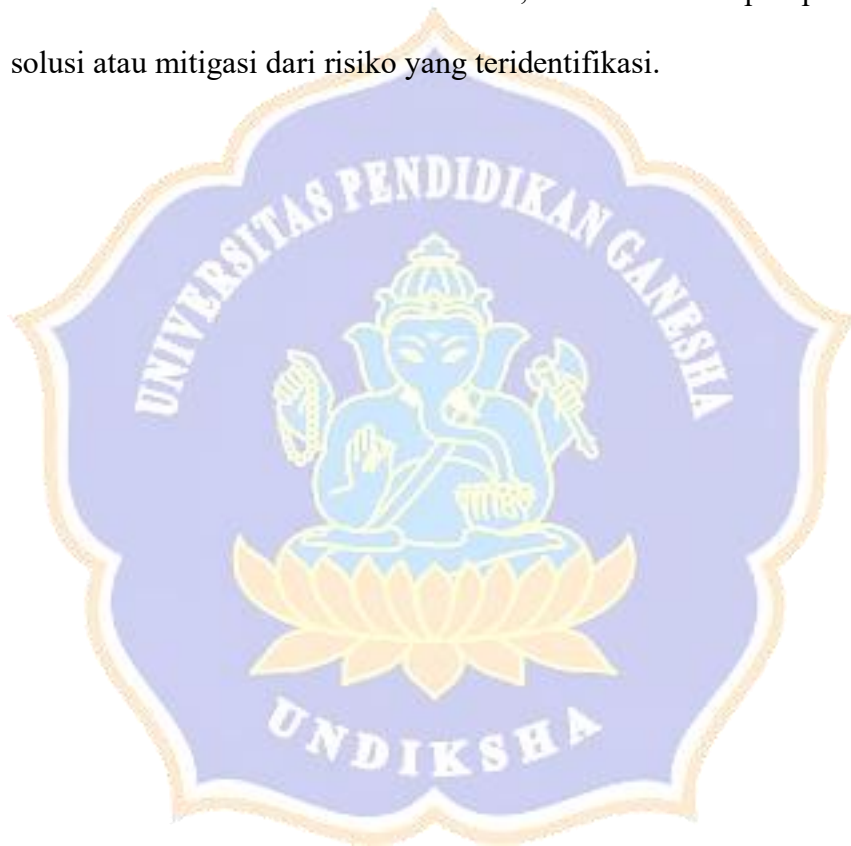 solusi atau mitigasi dari risiko yang teridentifikasi.
UNIVERSITAS PENDIDIKAN GANESHA
UNDIKSHA